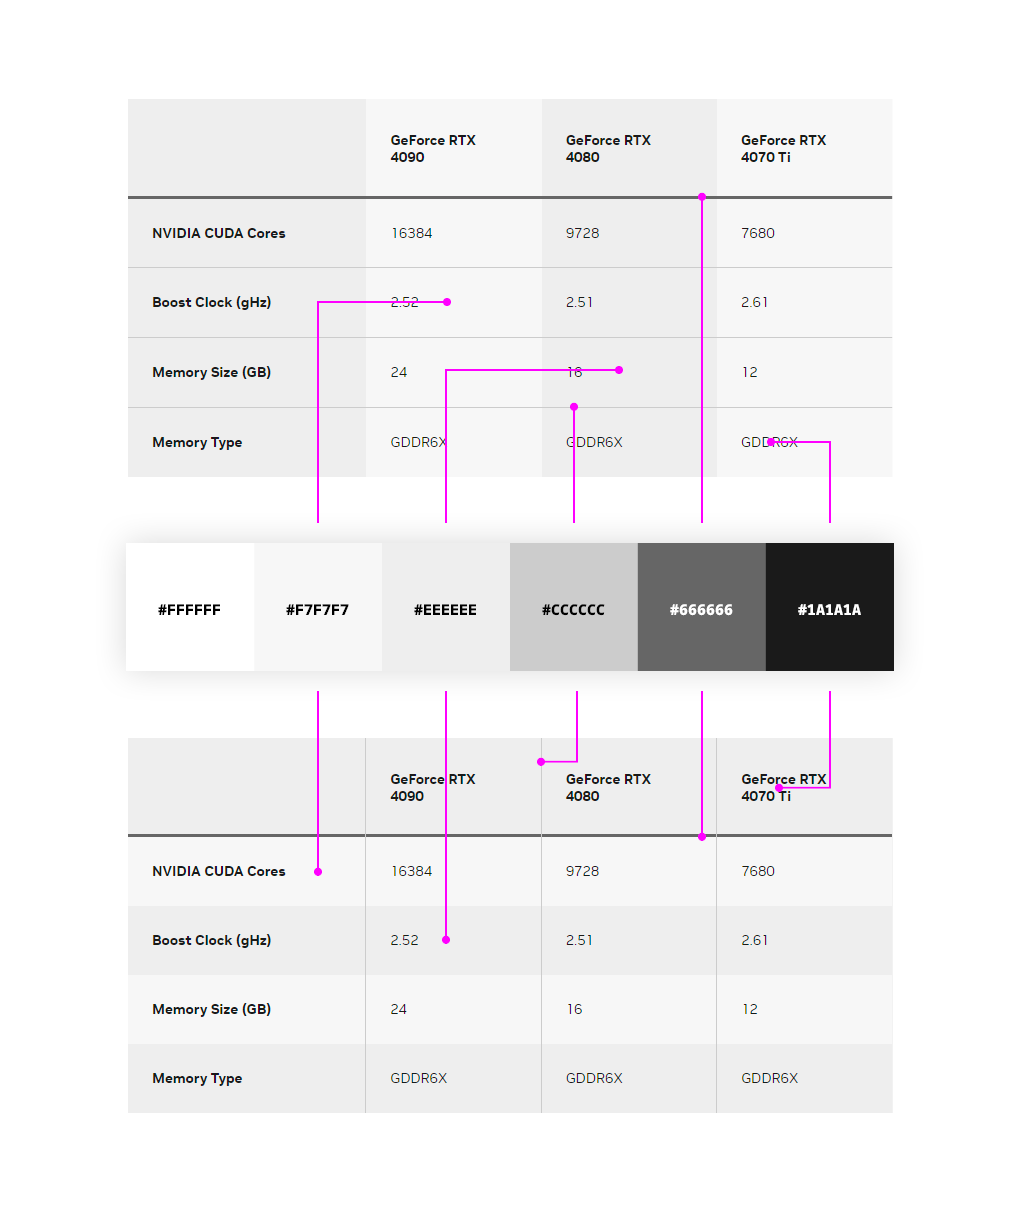 GeForce RTX
4090
GeForce RTX
4080
GeForce RTX
4070 Ti
NVIDIA CUDA Cores 16384 9728 7680
Boost Clock (gHz) 2.52 2.51 2.61
Memory Size (GB) 24 16 12
Memory Type GDDR6X GDDR6X GDDR6X
#FFFFFF #F7F7F7 #EEEEEE #CCCCCC #666666 #1A1A1A
GeForce RTX
4090
GeForce RTX
4080
GeForce RTX
4070 Ti
NVIDIA CUDA Cores 16384 9728 7680
Boost Clock (gHz) 2.52 2.51 2.61
Memory Size (GB) 24 16 12
Memory Type GDDR6X GDDR6X GDDR6X